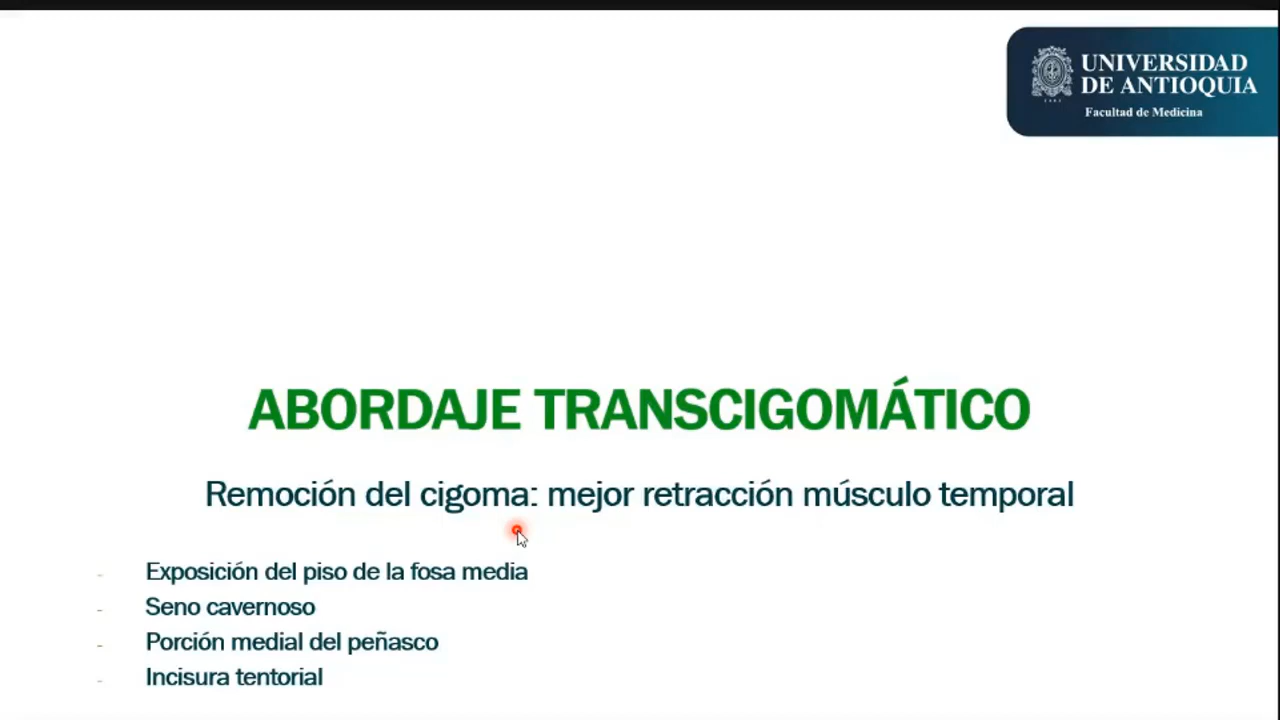 UNIVERSIDAD
DE ANTIOQUIA
Facultad de Medicina
ABORDAJE TRANSCIGOMÁTICO
Remoción del cigoma: mejor retracción músculo temporal
- Exposición del piso de la fosa media
- Seno cavernoso
- Porción medial del peñasco
- Incisura tentorial